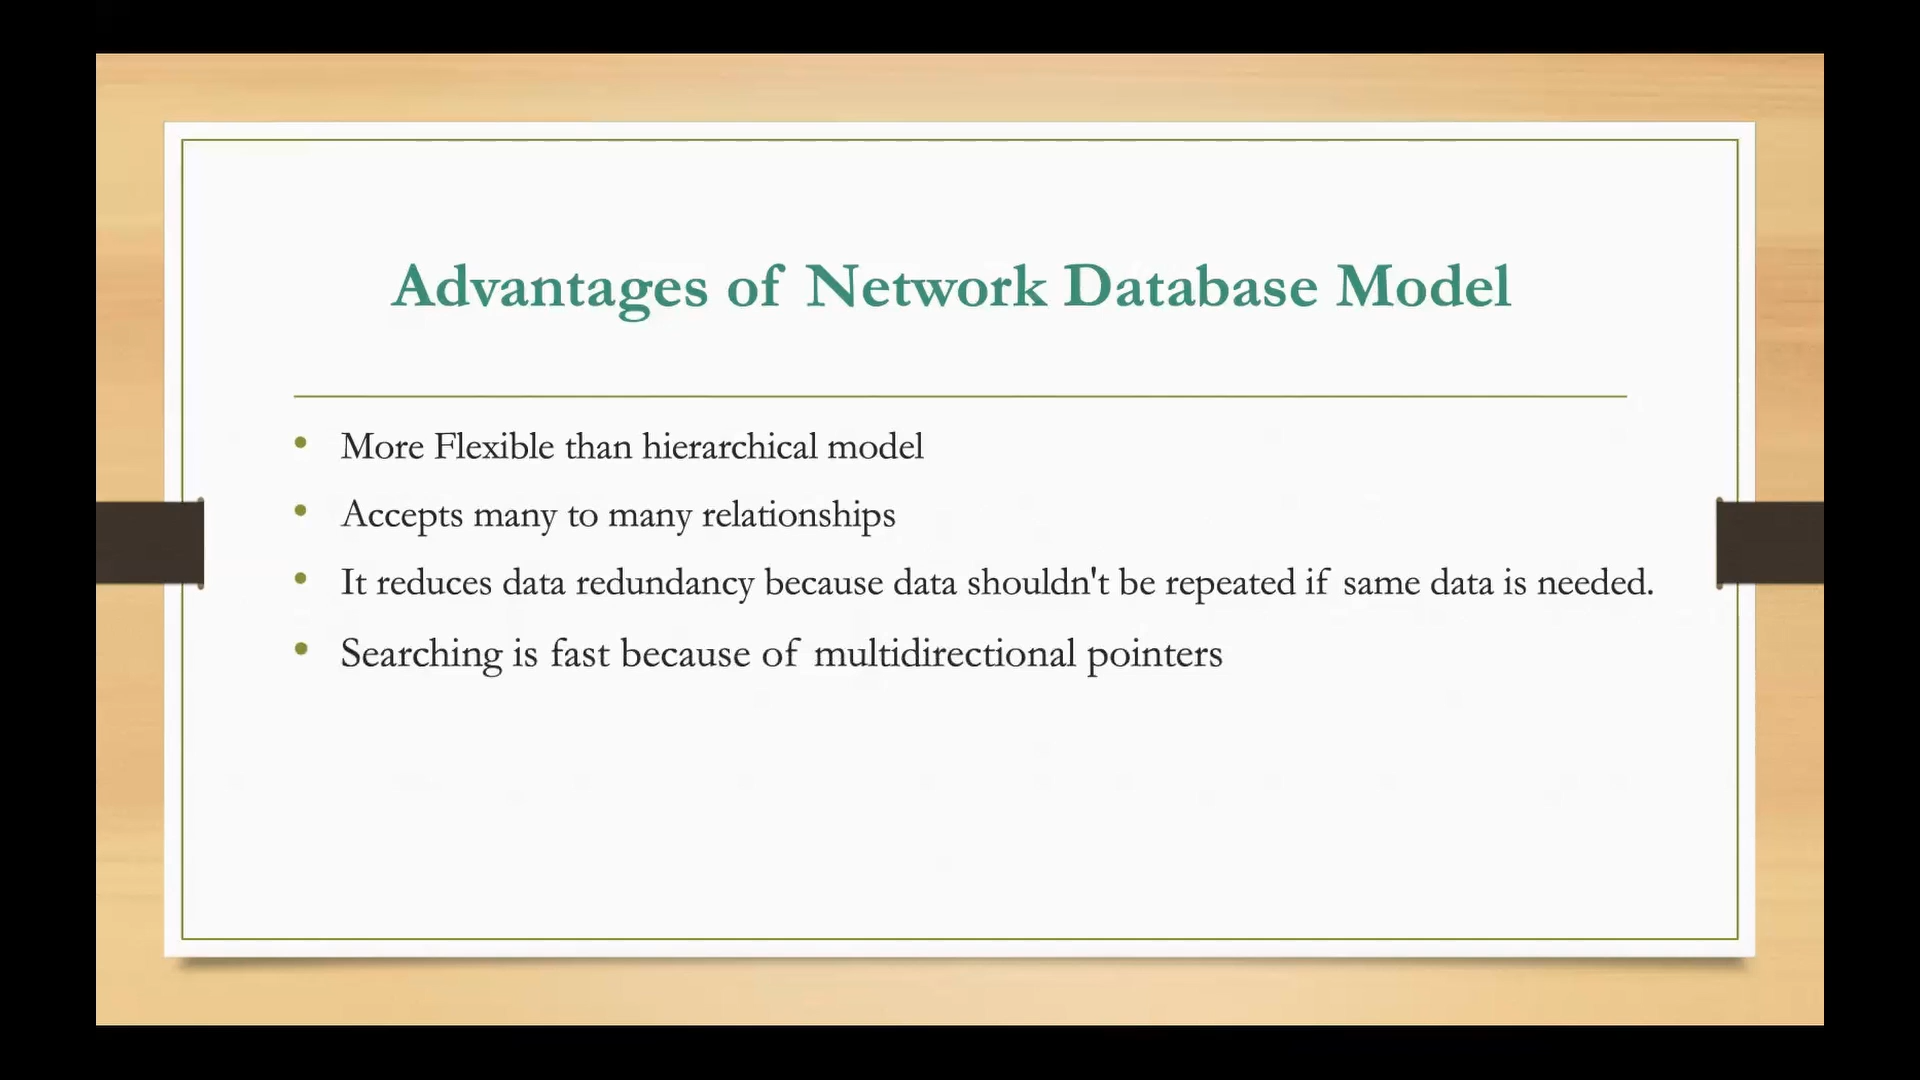 Advantages of Network Database Model
More Flexible than hierarchical model
Accepts many to many relationships
It reduces data redundancy because data shouldn't be repeated if same data is needed.
Searching is fast because of multidirectional pointers